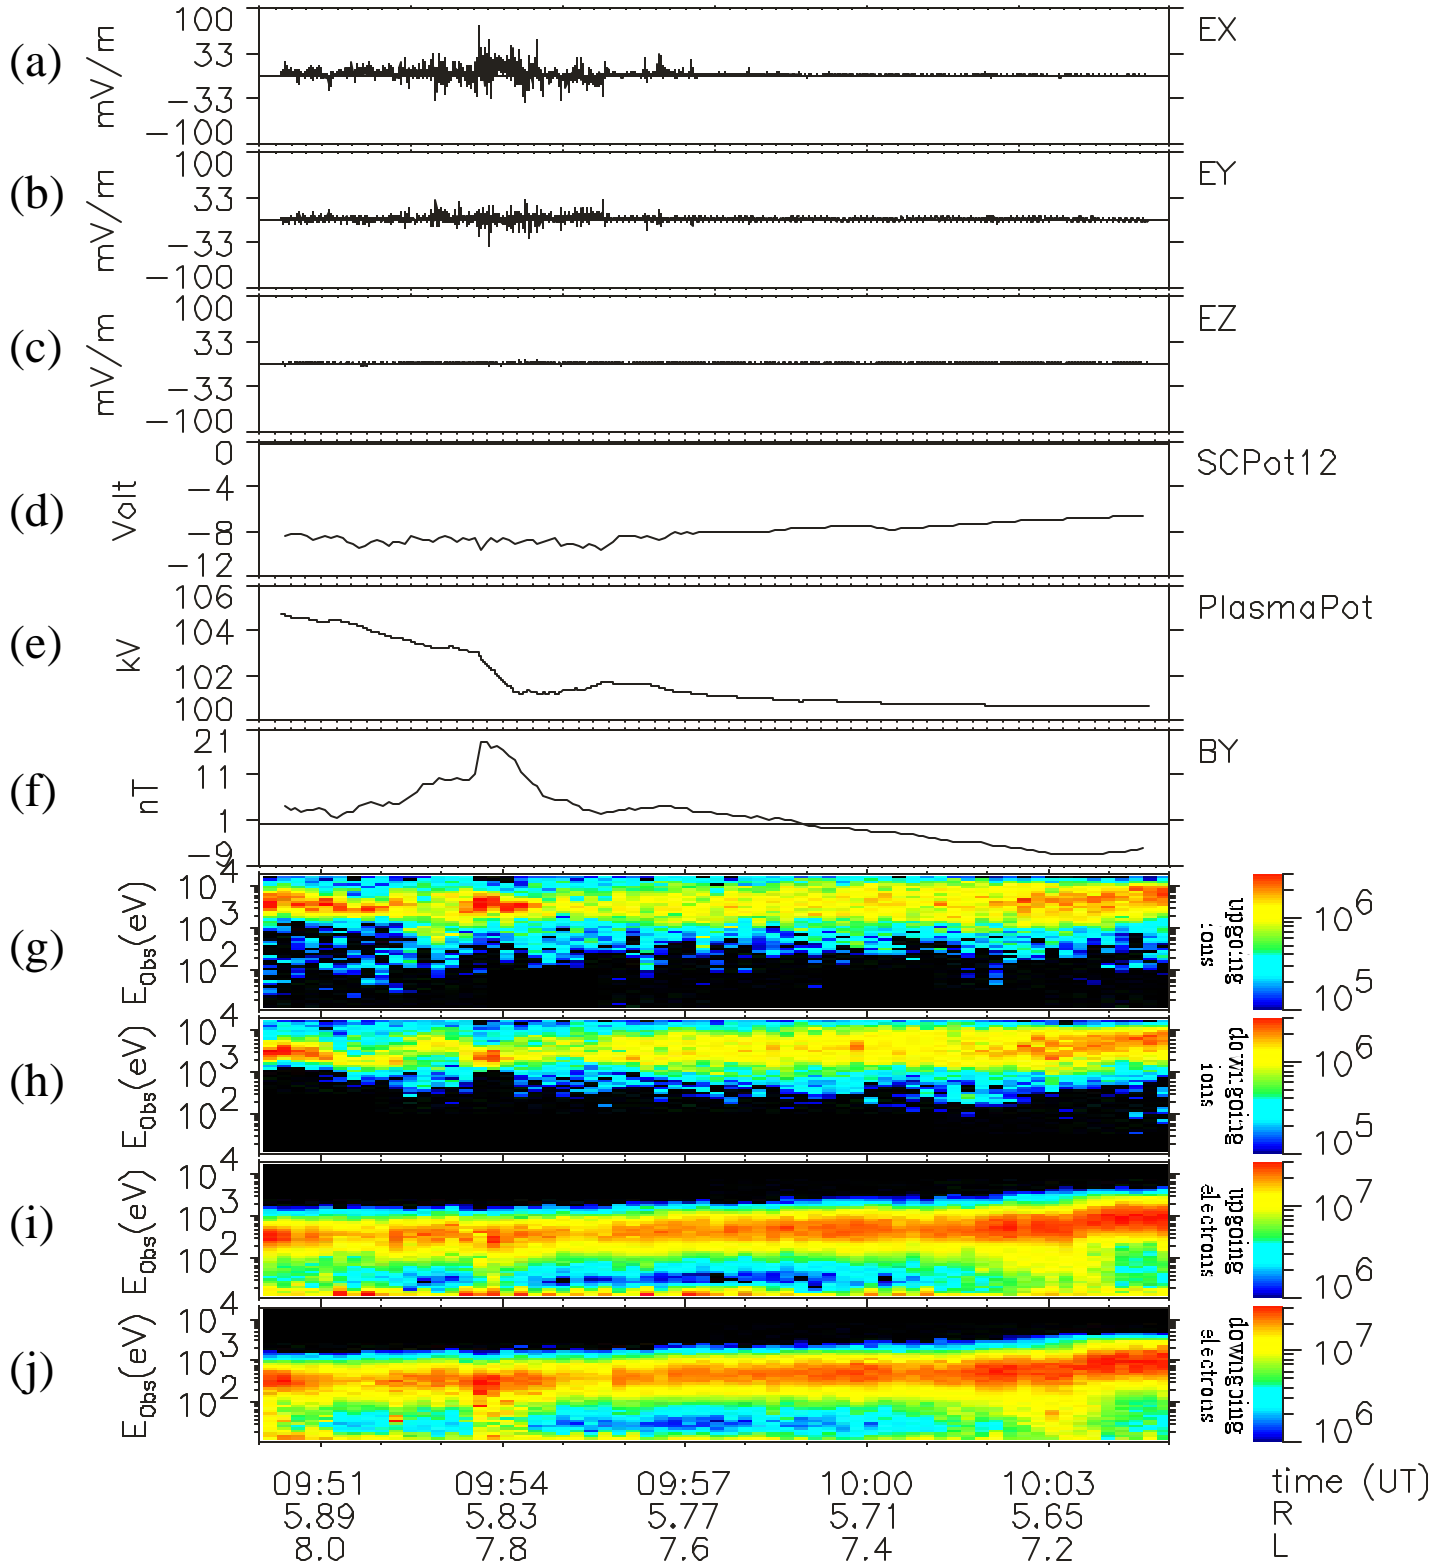 (a)
mV/m
100
33
−33
−100
EX
(b)
mV/m
100
33
−33
−100
EY
(c)
mV/m
100
33
−33
−100
EZ
(d)
Volt
0
−4
−8
−12
SCPot12
(e)
kV
106
104
102
100
PlasmaPot
(f)
nT
21
11
1
−9
BY
(g)
E_Obs(eV)
10^4
10^3
10^2
upgoing
ions
10^6
10^5
(h)
E_Obs(eV)
10^4
10^3
10^2
downgoing
ions
10^6
10^5
(i)
E_Obs(eV)
10^4
10^3
10^2
upgoing
electrons
10^7
10^6
(j)
E_Obs(eV)
10^4
10^3
10^2
downgoing
electrons
10^7
10^6
09:51 09:54 09:57 10:00 10:03 time (UT)
5.89 5.83 5.77 5.71 5.65 R
8.0 7.8 7.6 7.4 7.2 L